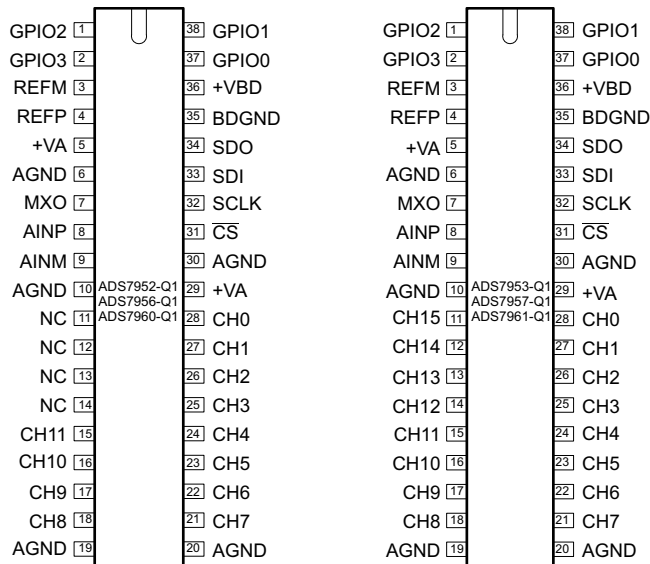 GPIO2 1 38 GPIO1
GPIO3 2 37 GPIO0
REFM 3 36 +VBD
REFP 4 35 BDGND
+VA 5 34 SDO
AGND 6 33 SDI
MXO 7 32 SCLK
AINP 8 31 C̅S̅
AINM 9 30 AGND
AGND 10 ADS7952-Q1 29 +VA
ADS7956-Q1
NC 11 ADS7960-Q1 28 CH0
NC 12 27 CH1
NC 13 26 CH2
NC 14 25 CH3
CH11 15 24 CH4
CH10 16 23 CH5
CH9 17 22 CH6
CH8 18 21 CH7
AGND 19 20 AGND
GPIO2 1 38 GPIO1
GPIO3 2 37 GPIO0
REFM 3 36 +VBD
REFP 4 35 BDGND
+VA 5 34 SDO
AGND 6 33 SDI
MXO 7 32 SCLK
AINP 8 31 C̅S̅
AINM 9 30 AGND
AGND 10 ADS7953-Q1 29 +VA
ADS7957-Q1
CH15 11 ADS7961-Q1 28 CH0
CH14 12 27 CH1
CH13 13 26 CH2
CH12 14 25 CH3
CH11 15 24 CH4
CH10 16 23 CH5
CH9 17 22 CH6
CH8 18 21 CH7
AGND 19 20 AGND